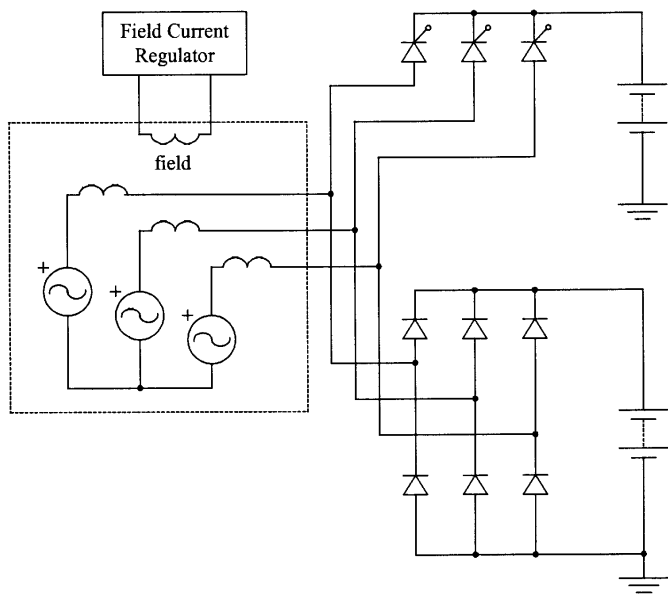 Field Current
Regulator
field
+
+
+